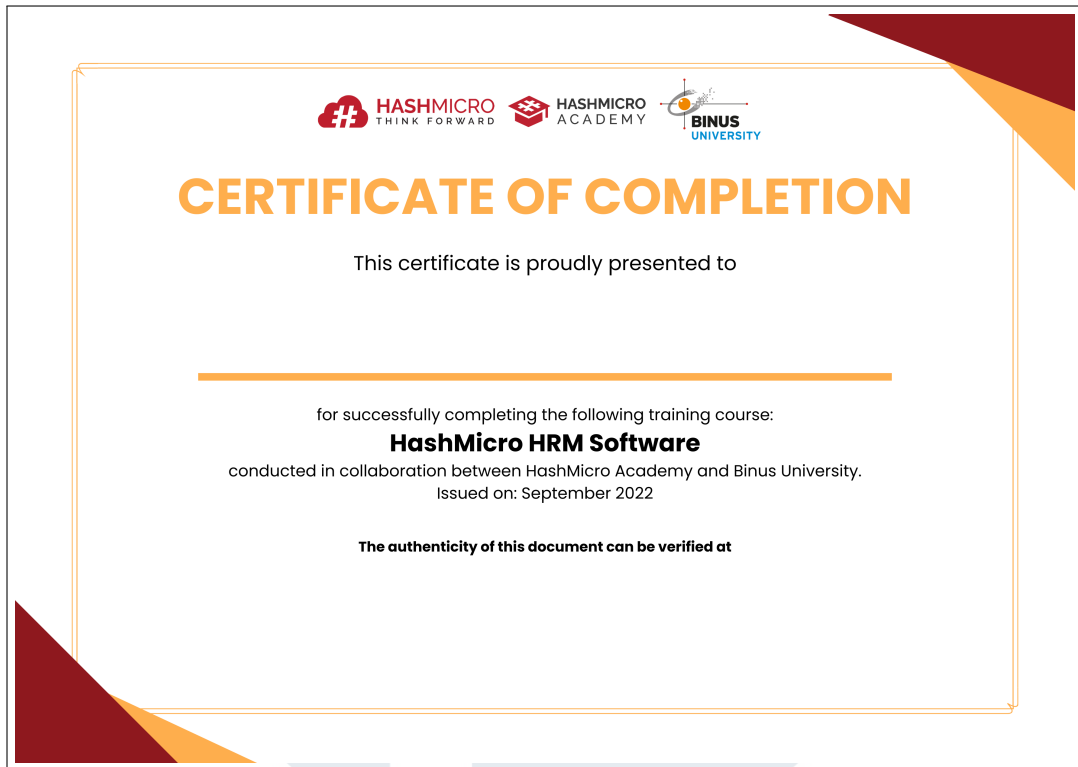 HASHMICRO
THINK FORWARD
HASHMICRO
ACADEMY
BINUS
UNIVERSITY
CERTIFICATE OF COMPLETION
This certificate is proudly presented to
for successfully completing the following training course:
HashMicro HRM Software
conducted in collaboration between HashMicro Academy and Binus University.
Issued on: September 2022
The authenticity of this document can be verified at